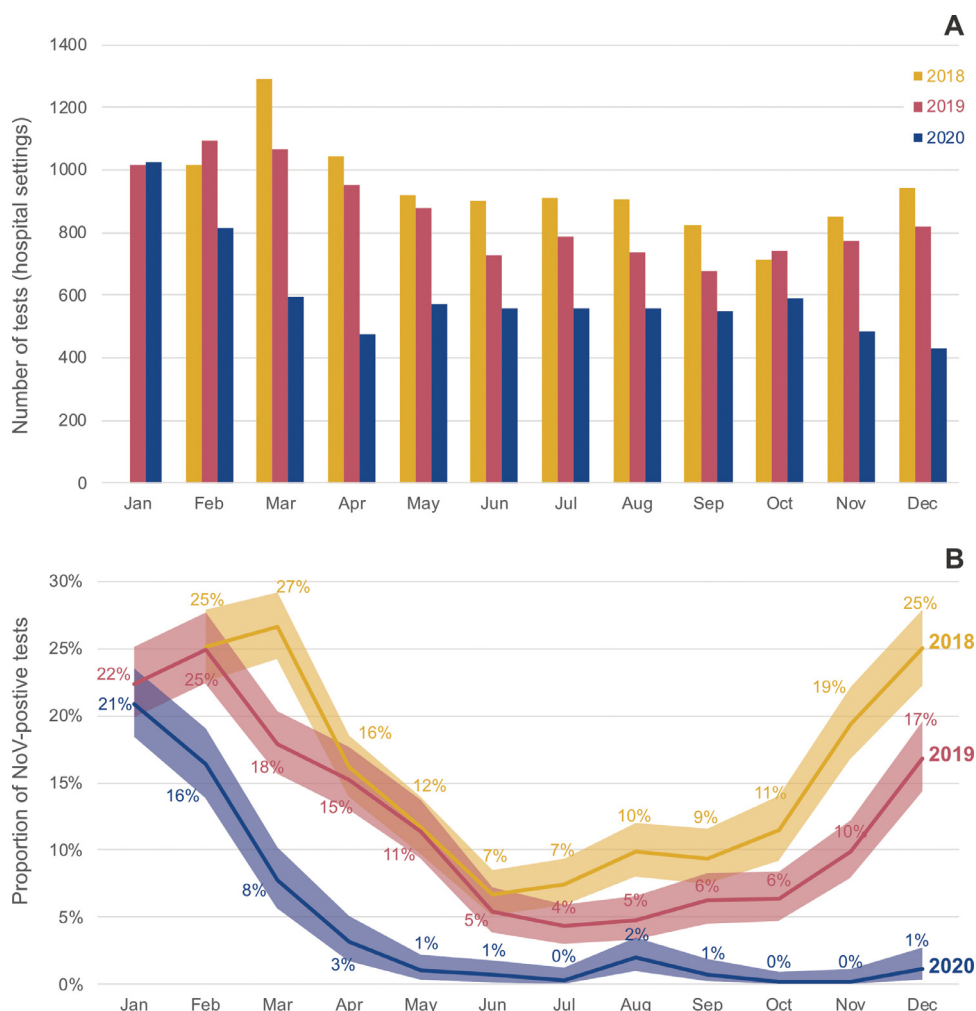 A
Number of tests (hospital settings)
1400
1200
1000
800
600
400
200
0
2018
2019
2020
Jan Feb Mar Apr May Jun Jul Aug Sep Oct Nov Dec
B
Proportion of NoV-postive tests
30%
25%
20%
15%
10%
5%
0%
25% 27% 16% 12% 7% 7% 10% 9% 11% 19% 25% 2018
22% 25% 18% 15% 11% 5% 4% 5% 6% 6% 10% 17% 2019
21% 16% 8% 3% 1% 1% 0% 2% 1% 0% 0% 1% 2020
Jan Feb Mar Apr May Jun Jul Aug Sep Oct Nov Dec